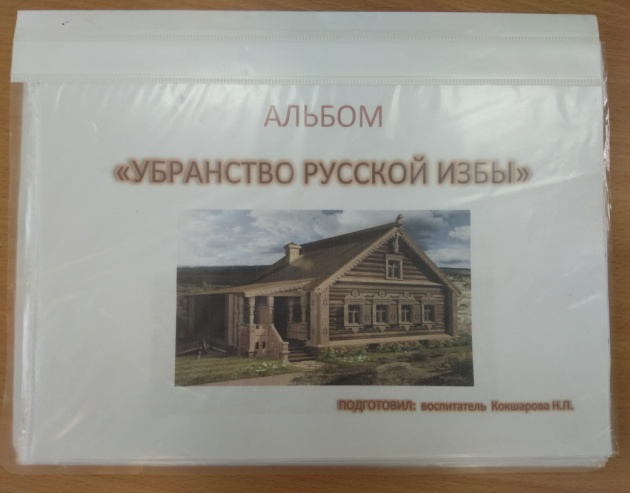 АЛЬБОМ
«УБРАНСТВО РУССКОЙ ИЗБЫ»
ПОДГОТОВИЛ: воспитатель Кокшарова Н.П.